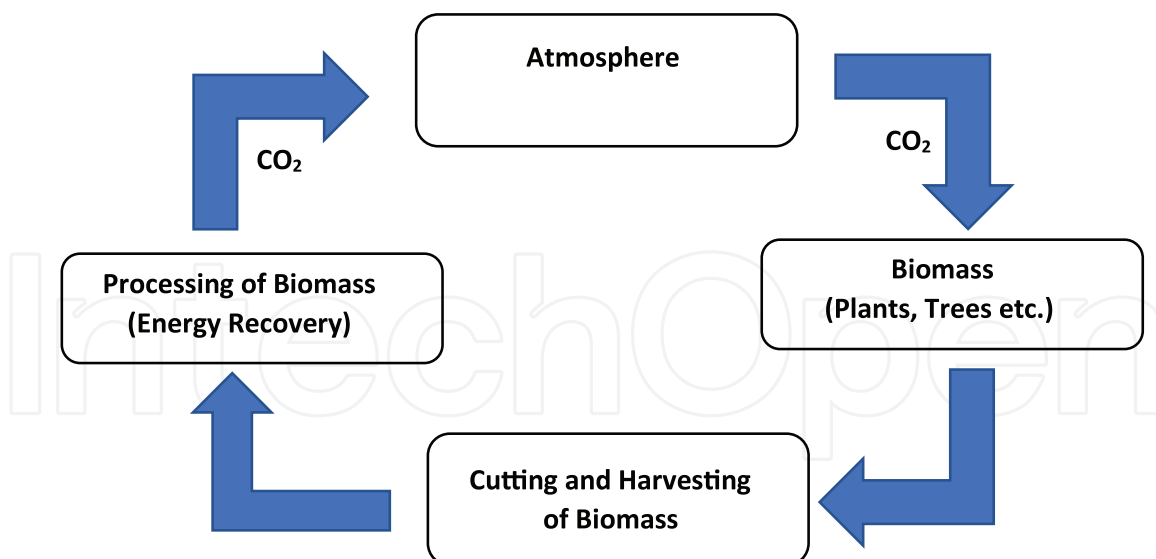 Atmosphere
CO₂
CO₂
Processing of Biomass
(Energy Recovery)
Biomass
(Plants, Trees etc.)
IntechOpen
Cutting and Harvesting
of Biomass